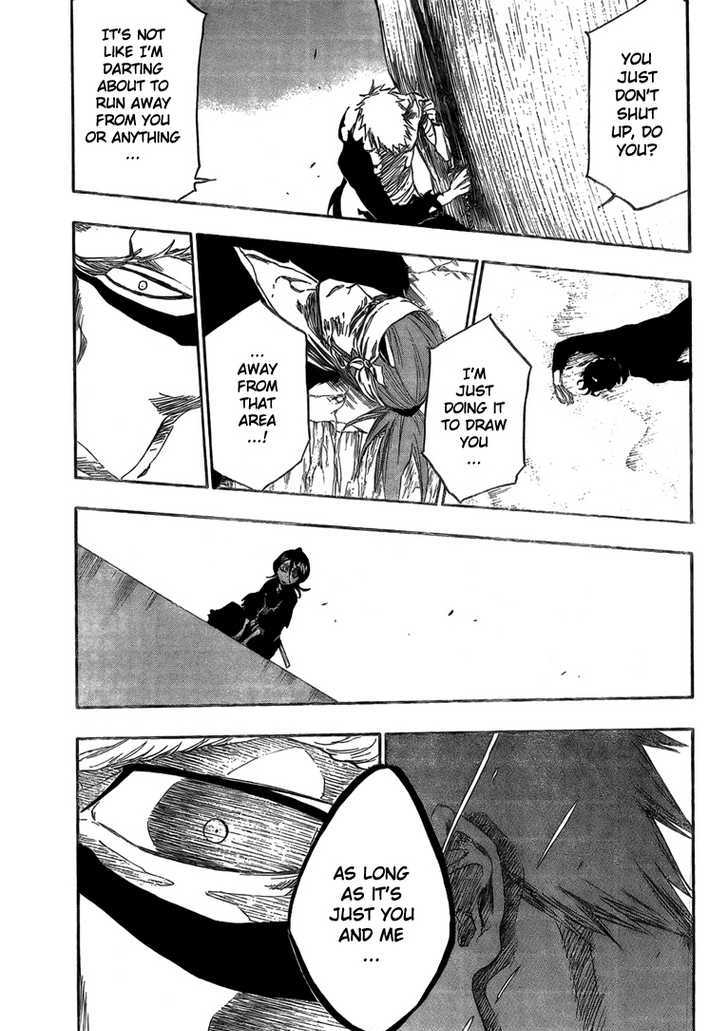 YOU
JUST
DON'T
SHUT
UP, DO
YOU?
IT'S NOT
LIKE I'M
DARTING
ABOUT TO
RUN AWAY
FROM YOU
OR ANYTHING
...
I'M
JUST
DOING IT
TO DRAW
YOU
...
...
AWAY
FROM
THAT
AREA
...!
AS LONG
AS IT'S
JUST YOU
AND ME
...